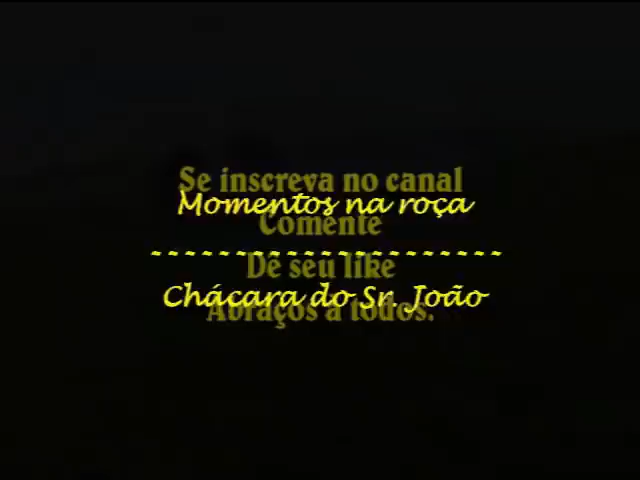 Se inscreva no canal
Momentos na roça
Comente
~~~~~~~~~~~~~~~~~~~~~
Dê seu like
Chácara do Sr. João
Abraços a todos.